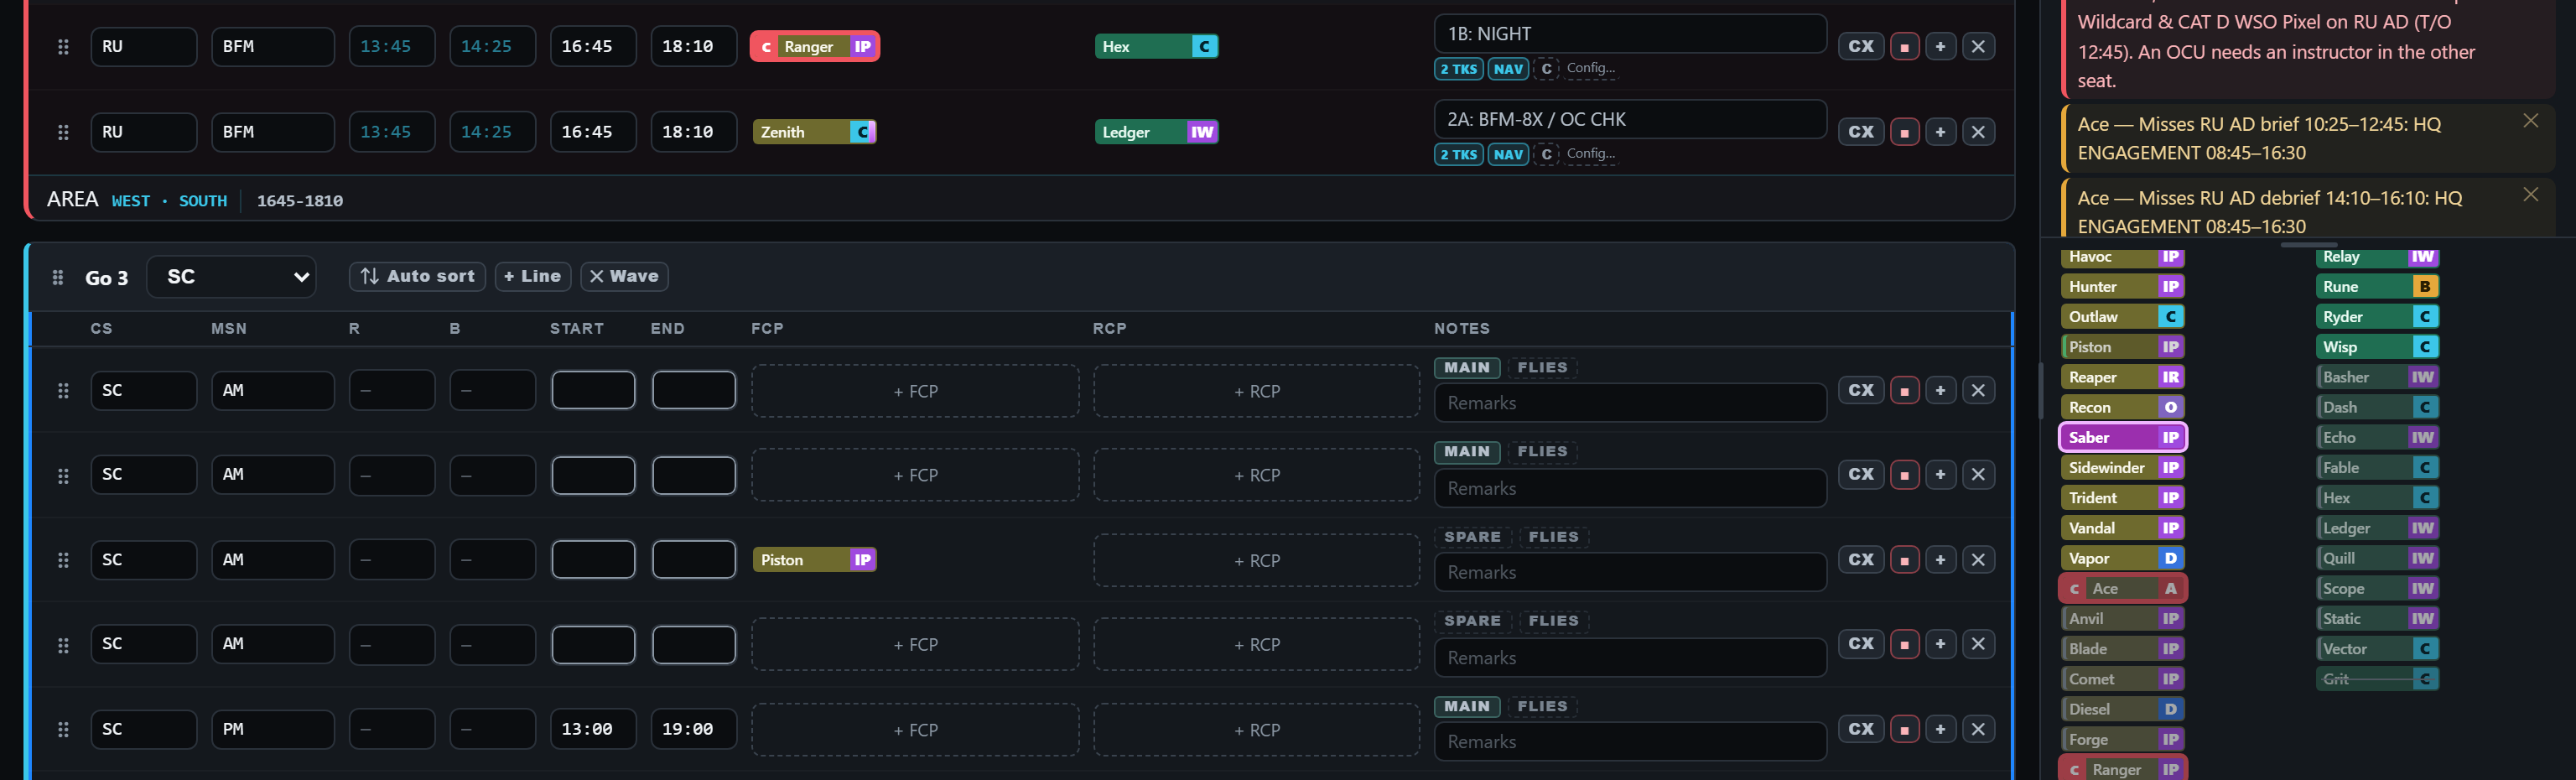 RU BFM 13:45 14:25 16:45 18:10 c Ranger IP Hex C 1B: NIGHT CX + ×
2 TKS NAV C Config...
RU BFM 13:45 14:25 16:45 18:10 Zenith C Ledger IW 2A: BFM-8X / OC CHK CX + ×
2 TKS NAV C Config...
AREA WEST · SOUTH 1645-1810
Go 3 SC Auto sort + Line × Wave
CS MSN R B START END FCP RCP NOTES
MAIN FLIES
SC AM – – + FCP + RCP Remarks CX + ×
MAIN FLIES
SC AM – – + FCP + RCP Remarks CX + ×
SPARE FLIES
SC AM – – Piston IP + RCP Remarks CX + ×
SPARE FLIES
SC AM – – + FCP + RCP Remarks CX + ×
MAIN FLIES
SC PM – – 13:00 19:00 + FCP + RCP Remarks CX + ×
Wildcard & CAT D WSO Pixel on RU AD (T/O
12:45). An OCU needs an instructor in the other
seat.
Ace — Misses RU AD brief 10:25–12:45: HQ
ENGAGEMENT 08:45–16:30
Ace — Misses RU AD debrief 14:10–16:10: HQ
ENGAGEMENT 08:45–16:30
Havoc IP
Hunter IP
Outlaw C
Piston IP
Reaper IR
Recon O
Saber IP
Sidewinder IP
Trident IP
Vandal IP
Vapor D
c Ace A
Anvil IP
Blade IP
Comet IP
Diesel D
Forge IP
c Ranger IP
Relay IW
Rune B
Ryder C
Wisp C
Basher IW
Dash C
Echo IW
Fable C
Hex C
Ledger IW
Quill IW
Scope IW
Static IW
Vector C
Grit C